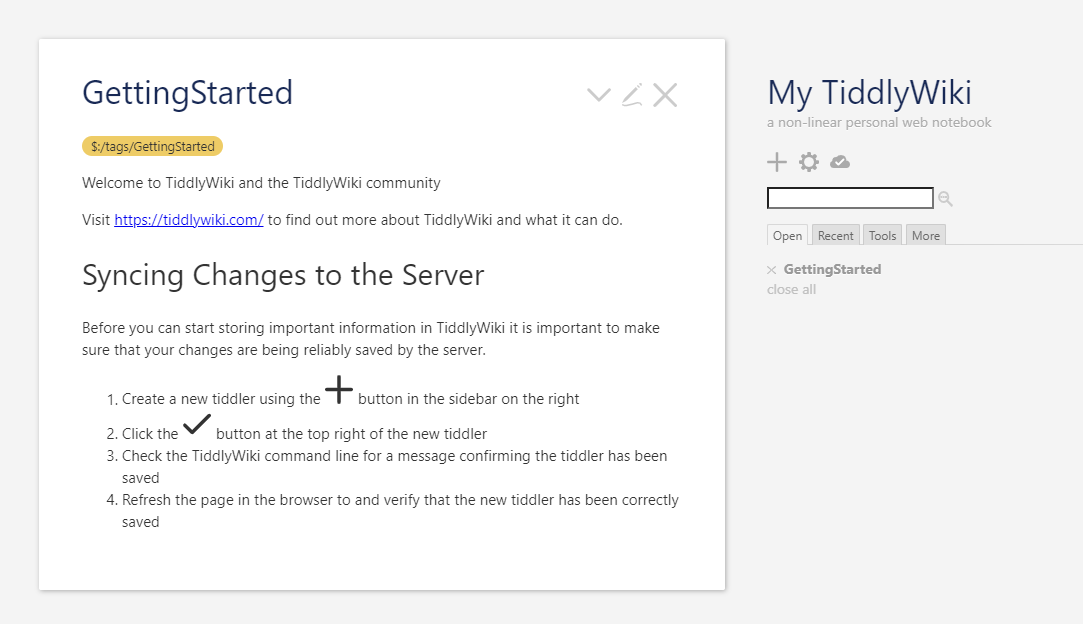 GettingStarted
$:/tags/GettingStarted
Welcome to TiddlyWiki and the TiddlyWiki community
Visit https://tiddlywiki.com/ to find out more about TiddlyWiki and what it can do.
Syncing Changes to the Server
Before you can start storing important information in TiddlyWiki it is important to make
sure that your changes are being reliably saved by the server.
1. Create a new tiddler using the button in the sidebar on the right
2. Click the button at the top right of the new tiddler
3. Check the TiddlyWiki command line for a message confirming the tiddler has been
saved
4. Refresh the page in the browser to and verify that the new tiddler has been correctly
saved
My TiddlyWiki
a non-linear personal web notebook
Open Recent Tools More
GettingStarted
close all